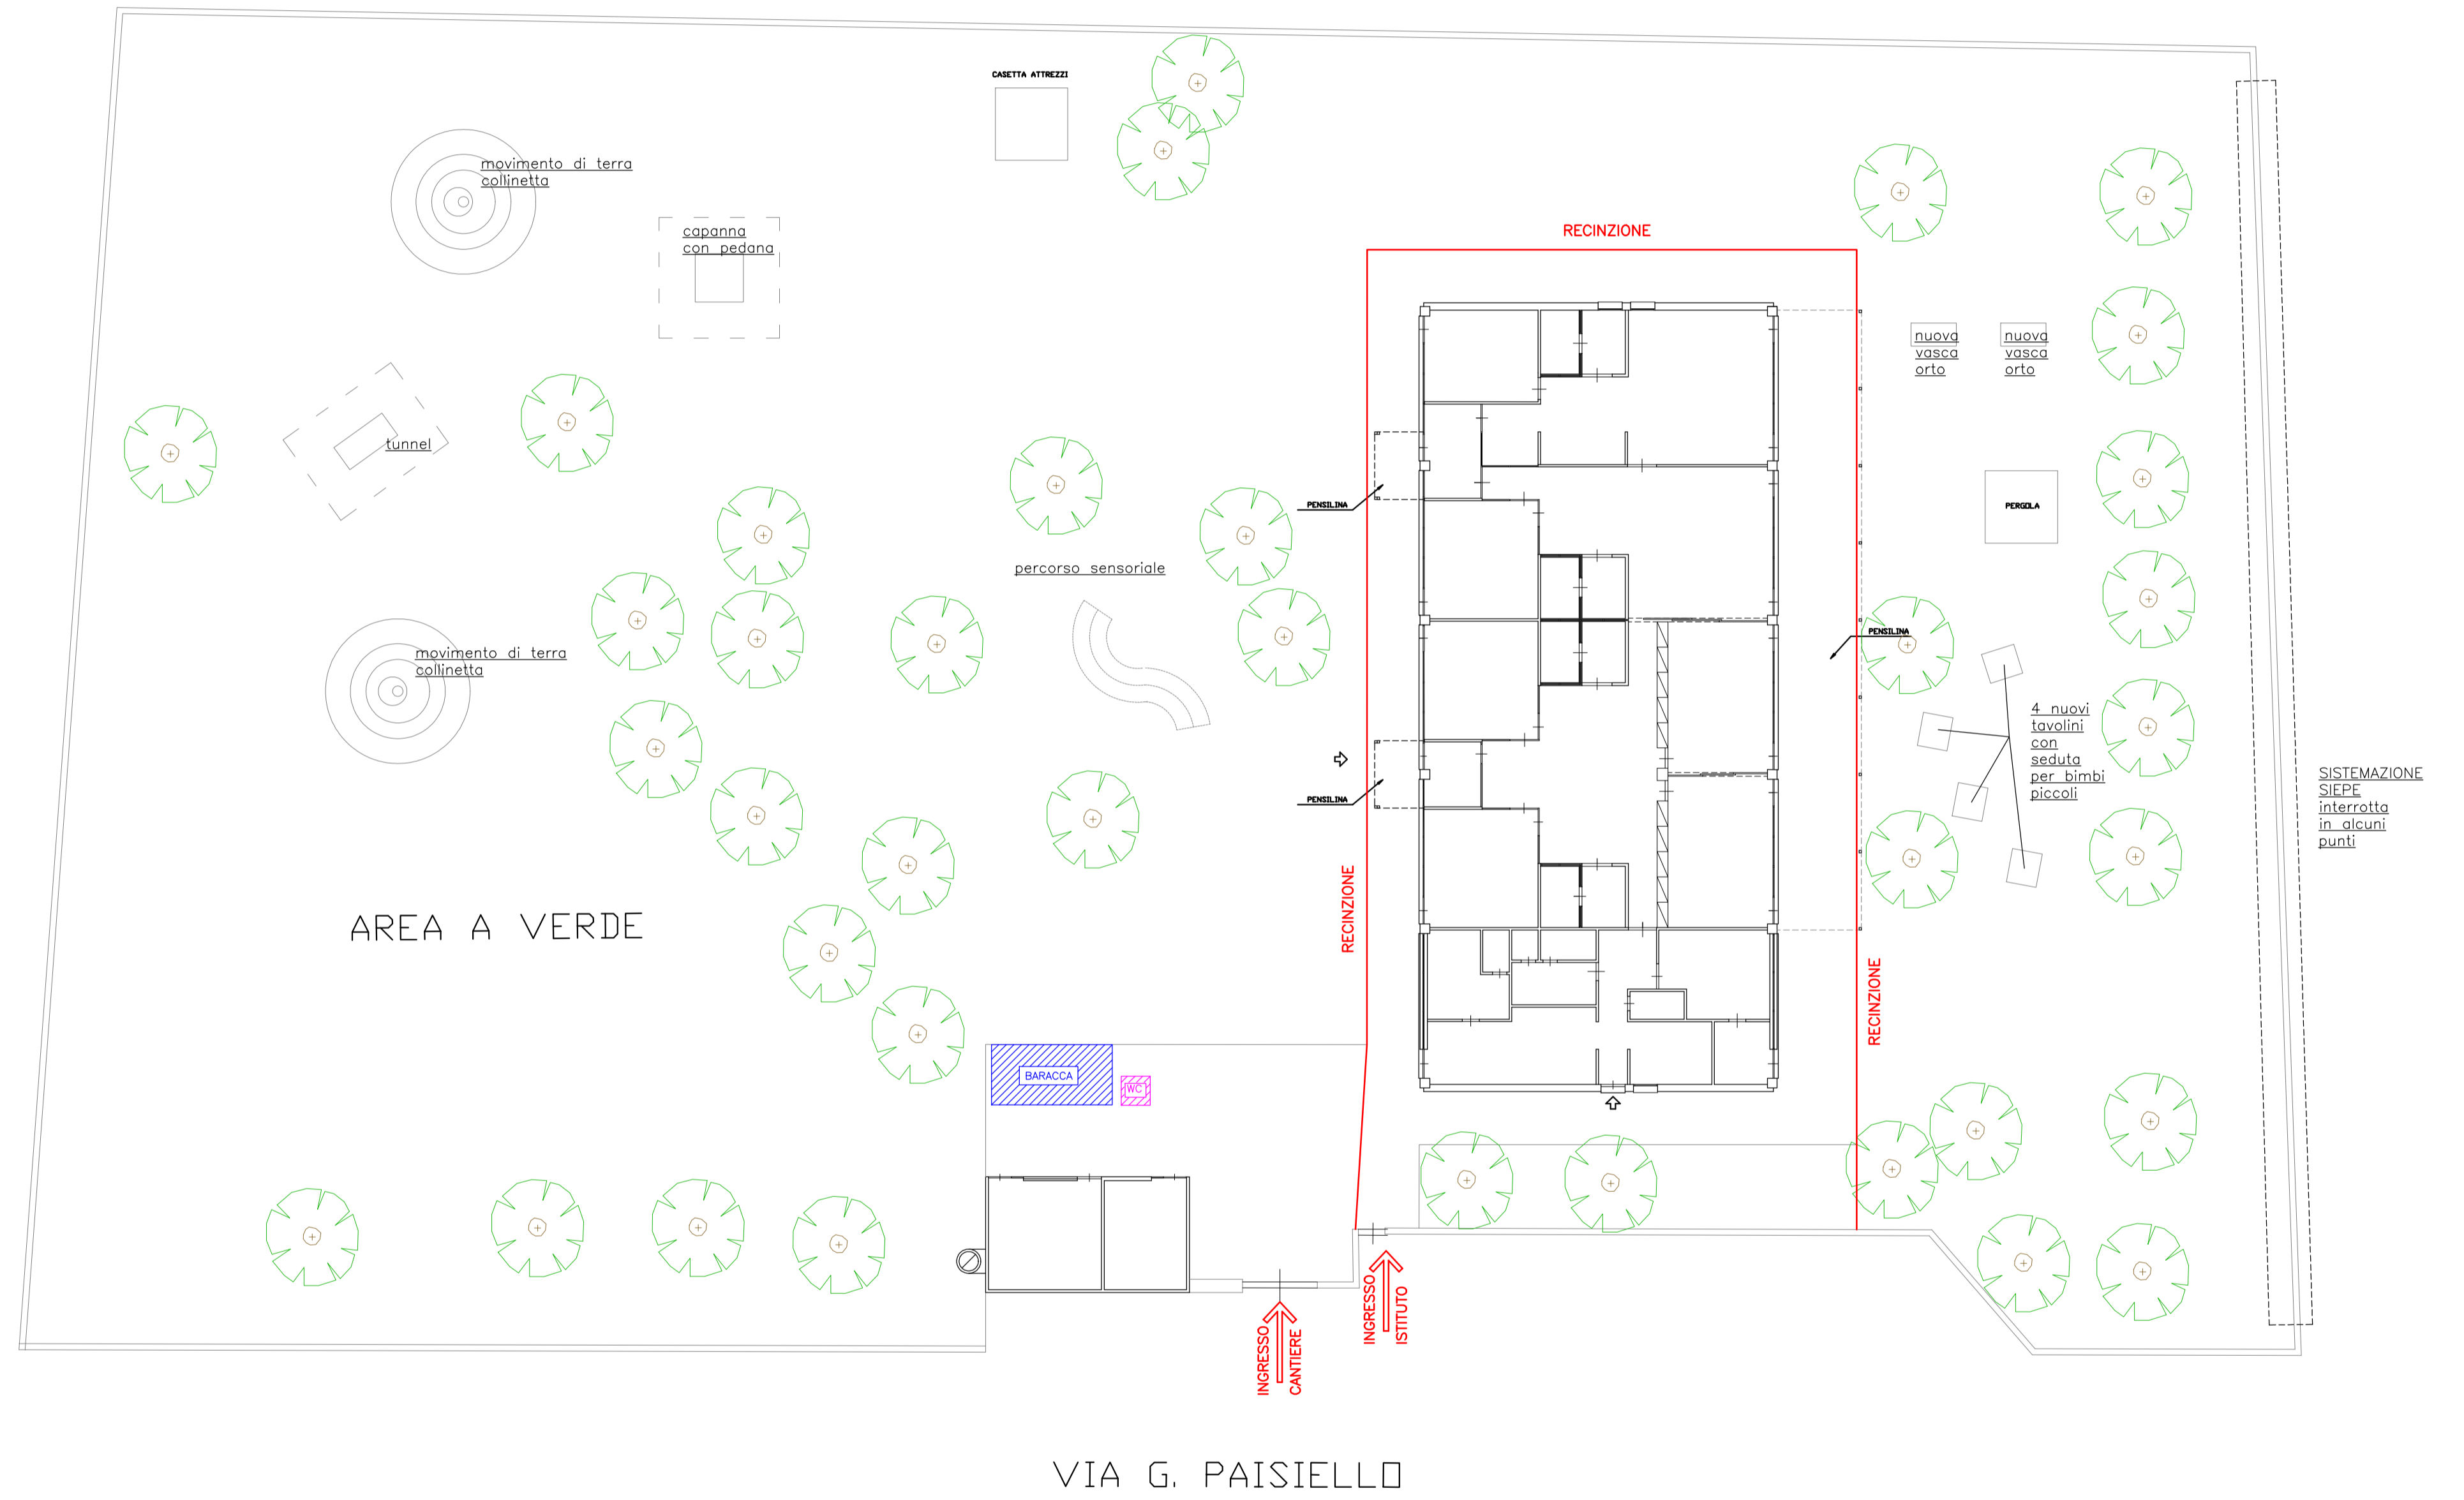 CASETTA ATTREZZI
movimento di terra
collinetta
capanna
con pedana
RECINZIONE
nuova
vasca
orto
nuova
vasca
orto
tunnel
PENSILINA
PERGOLA
percorso sensoriale
PENSILINA
movimento di terra
collinetta
4 nuovi
tavolini
con
seduta
per bimbi
piccoli
SISTEMAZIONE
SIEPE
interrotta
in alcuni
punti
PENSILINA
RECINZIONE
AREA A VERDE
RECINZIONE
BARACCA
WC
INGRESSO
ISTITUTO
INGRESSO
CANTIERE
VIA G. PAISIELLO